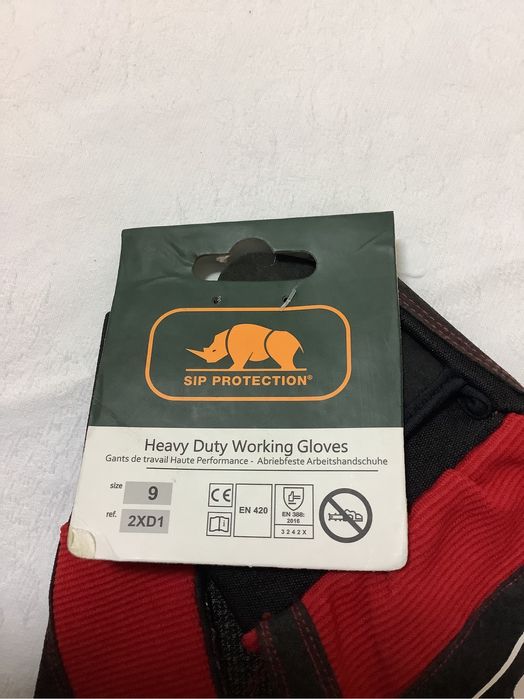 SIP PROTECTION®
Heavy Duty Working Gloves
Gants de travail Haute Performance - Abriebfeste Arbeitshandschuhe
size 9
ref. 2XD1
CE
EN 420
EN 388:
2016
3 2 4 2 X